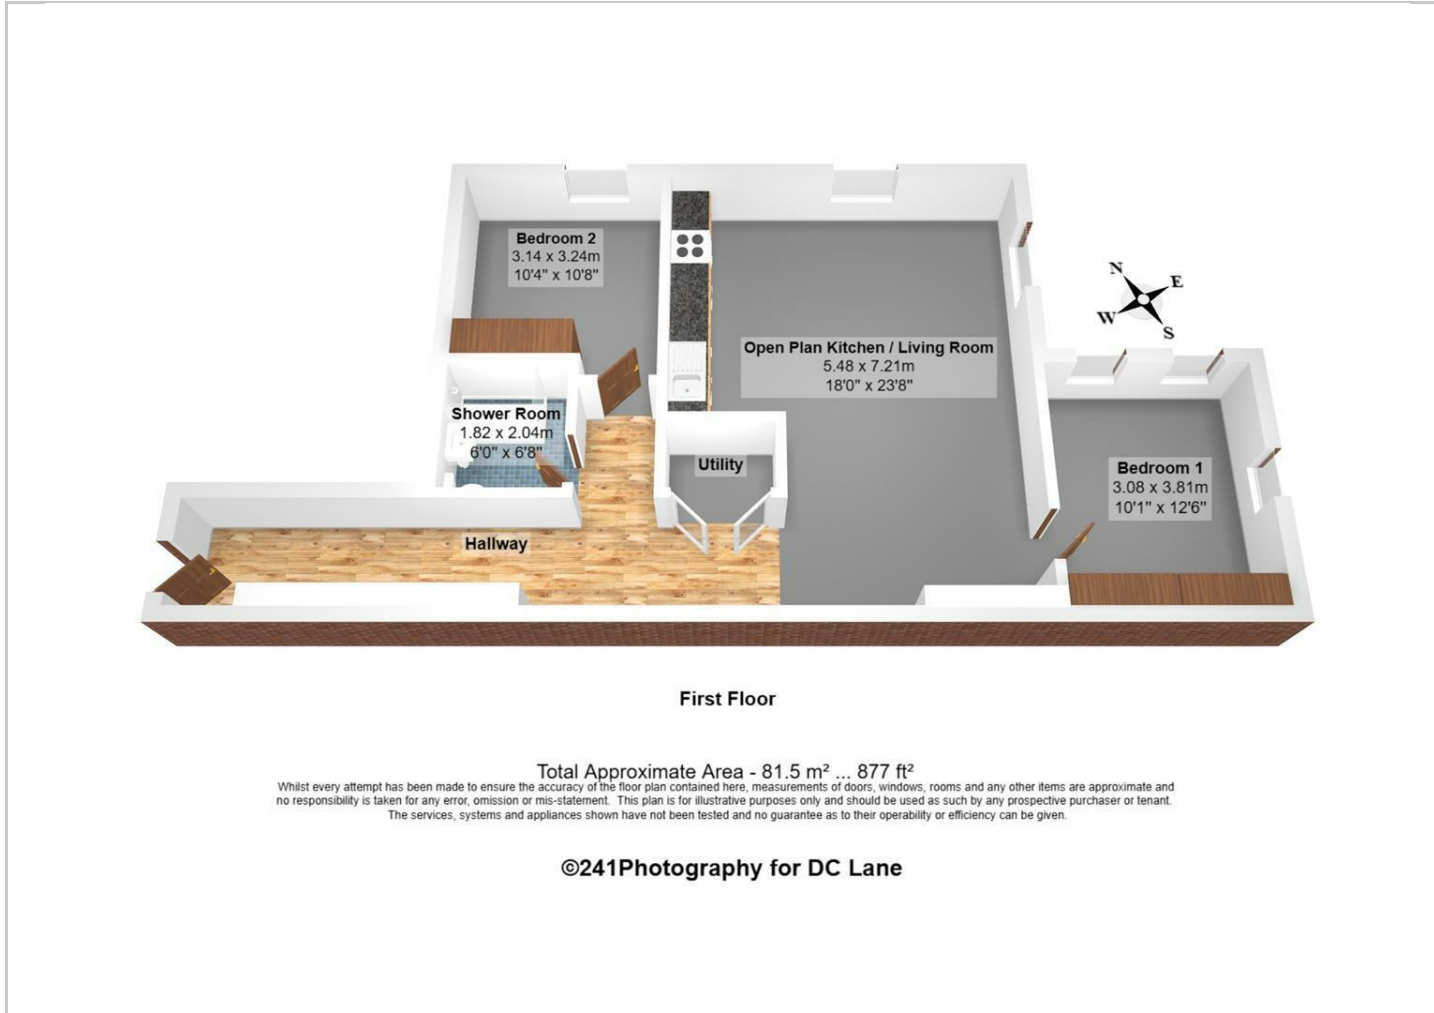 Bedroom 2
3.14 x 3.24m
10'4" x 10'8"
Open Plan Kitchen / Living Room
5.48 x 7.21m
18'0" x 23'8"
N
E
W
S
Shower Room
1.82 x 2.04m
6'0" x 6'8"
Utility
Bedroom 1
3.08 x 3.81m
10'1" x 12'6"
Hallway
First Floor
Total Approximate Area - 81.5 m² ... 877 ft²
Whilst every attempt has been made to ensure the accuracy of the floor plan contained here, measurements of doors, windows, rooms and any other items are approximate and
no responsibility is taken for any error, omission or mis-statement. This plan is for illustrative purposes only and should be used as such by any prospective purchaser or tenant.
The services, systems and appliances shown have not been tested and no guarantee as to their operability or efficiency can be given.
©241Photography for DC Lane